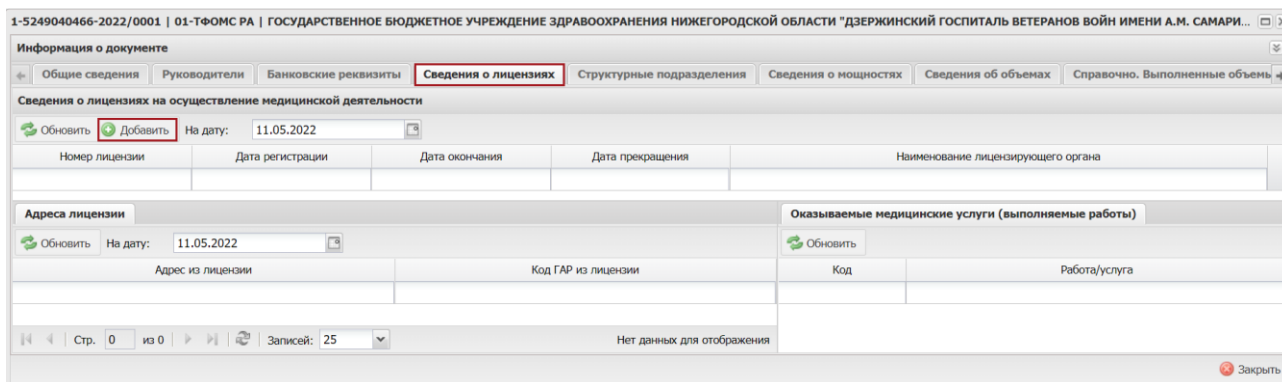 1-5249040466-2022/0001 | 01-ТФОМС РА | ГОСУДАРСТВЕННОЕ БЮДЖЕТНОЕ УЧРЕЖДЕНИЕ ЗДРАВООХРАНЕНИЯ НИЖЕГОРОДСКОЙ ОБЛАСТИ "ДЗЕРЖИНСКИЙ ГОСПИТАЛЬ ВЕТЕРАНОВ ВОЙН ИМЕНИ А.М. САМАРИ...
Информация о документе
Общие сведения Руководители Банковские реквизиты Сведения о лицензиях Структурные подразделения Сведения о мощностях Сведения об объемах Справочно. Выполненные объемы
Сведения о лицензиях на осуществление медицинской деятельности
Обновить Добавить На дату: 11.05.2022
Номер лицензии Дата регистрации Дата окончания Дата прекращения Наименование лицензирующего органа
Адреса лицензии Оказываемые медицинские услуги (выполняемые работы)
Обновить На дату: 11.05.2022 Обновить
Адрес из лицензии Код ГАР из лицензии Код Работа/услуга
Стр. 0 из 0 Записей: 25 Нет данных для отображения
Закрыть